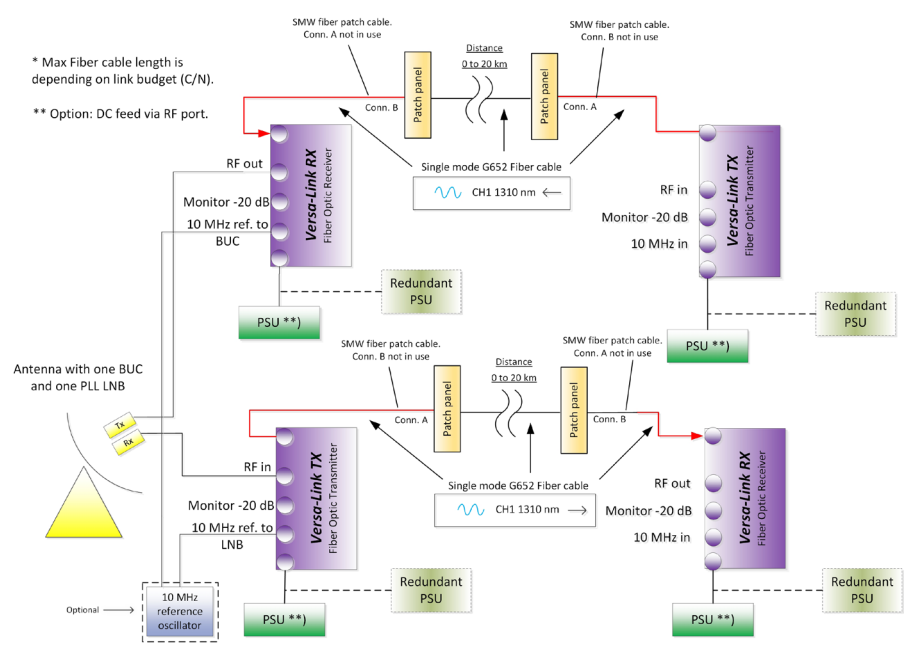 * Max Fiber cable length is
depending on link budget (C/N).
** Option: DC feed via RF port.
SMW fiber patch cable.
Conn. A not in use
Distance
0 to 20 km
SMW fiber patch cable.
Conn. B not in use
Conn. B
Patch panel
Patch panel
Conn. A
Single mode G652 Fiber cable
CH1 1310 nm
RF out
Monitor -20 dB
10 MHz ref. to
BUC
Versa-Link RX
Fiber Optic Receiver
RF in
Monitor -20 dB
10 MHz in
Versa-Link TX
Fiber Optic Transmitter
Redundant
PSU
PSU **)
Redundant
PSU
PSU **)
Antenna with one BUC
and one PLL LNB
Tx
Rx
SMW fiber patch cable.
Conn. B not in use
Distance
0 to 20 km
SMW fiber patch cable.
Conn. A not in use
Conn. A
Patch panel
Patch panel
Conn. B
Single mode G652 Fiber cable
CH1 1310 nm
RF in
Monitor -20 dB
10 MHz ref. to
LNB
Versa-Link TX
Fiber Optic Transmitter
RF out
Monitor -20 dB
10 MHz in
Versa-Link RX
Fiber Optic Receiver
Redundant
PSU
PSU **)
Redundant
PSU
PSU **)
Optional
10 MHz
reference
oscillator